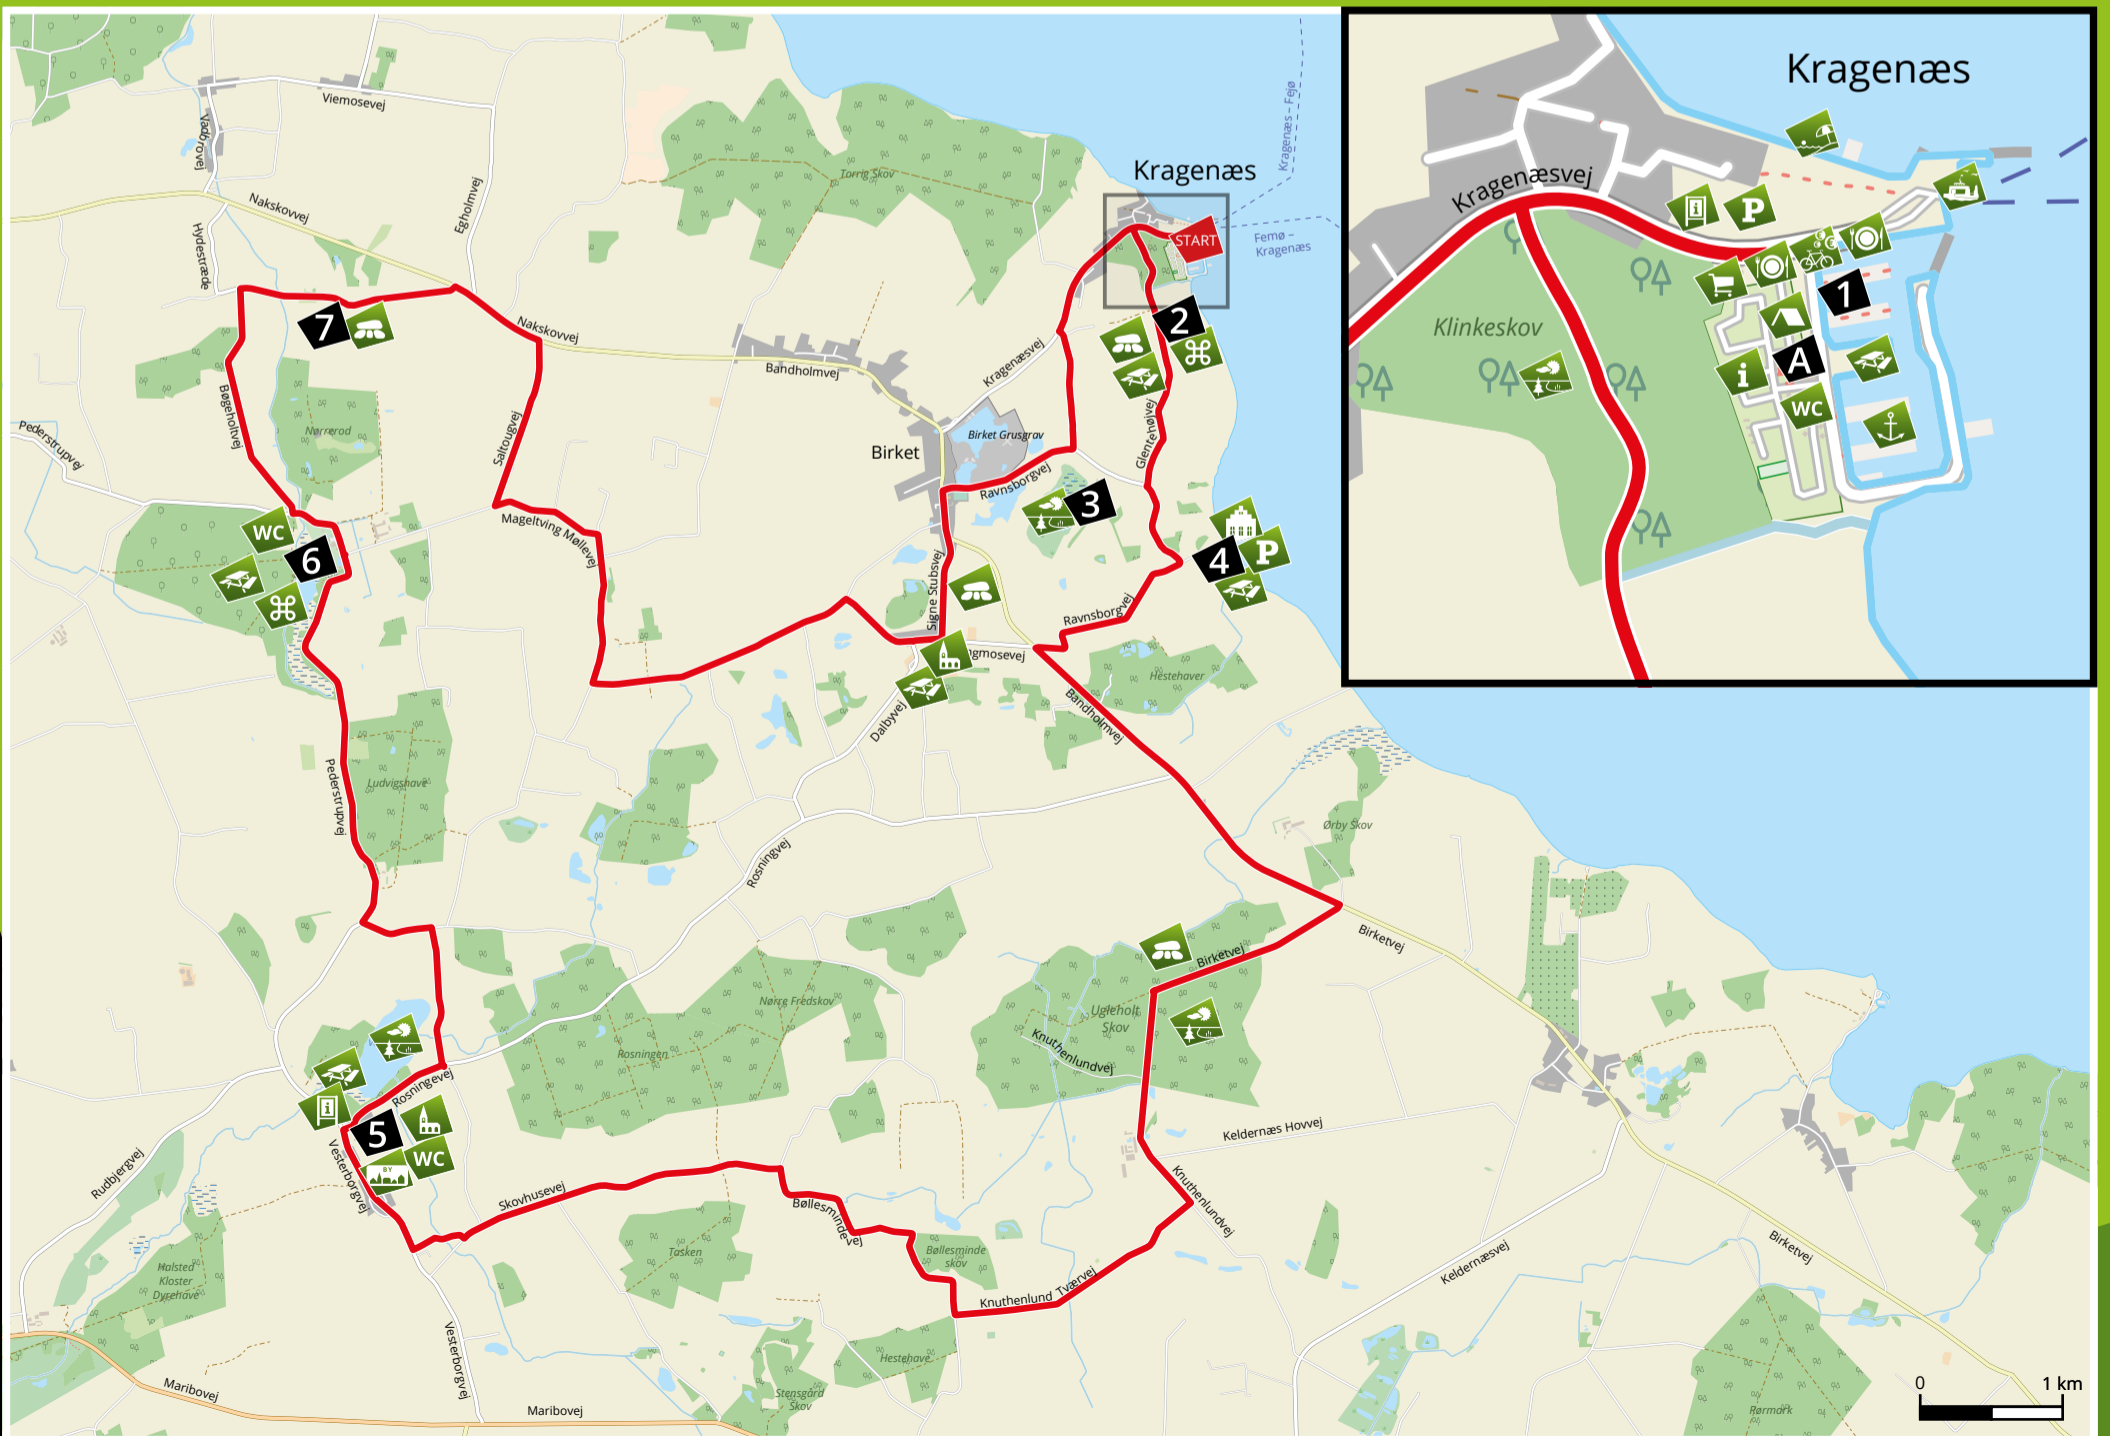 Viemosevej
Vadbrovej
Nakskovvej
Egholmvej
Hydestræde
Torrig Skov
Kragenæs
START
Kragenæs – Fejø
Femø –
Kragenæs
7
Nakskovvej
Bandholmvej
Kragenæsvej
2
Bøgeholtvej
Nørrerod
Pederstrupvej
Saltougvej
Birket
Birket Grusgrav
Glentehøjvej
Ravnsborgvej
3
Mageltving Møllevej
WC
6
4
P
Signe Stubsvej
Ravnsborgvej
ngmosevej
Hestehaver
Dalbyvej
Bandholmvej
Ludvigshave
Pederstrupvej
Ørby Skov
Rosningvej
Birketvej
Birketvej
Nørre Fredskov
Ugleholt
Skov
Knuthenlundvej
Rosningen
Rosningevej
i
5
WC
BY
Vesterborgvej
Rudbjergvej
Skovhusevej
Bøllesmindevej
Keldernæs Hovvej
Knuthenlundvej
Tasken
Bøllesminde
skov
Halsted
Kloster
Dyrehave
Knuthenlund Tværvej
Keldernæsvej
Birketvej
Vesterborgvej
Hestehave
Stensgård
Skov
Maribovej
Maribovej
Rørmark
0 1 km
Kragenæs
Kragenæsvej
i
P
1
Klinkeskov
A
i
WC